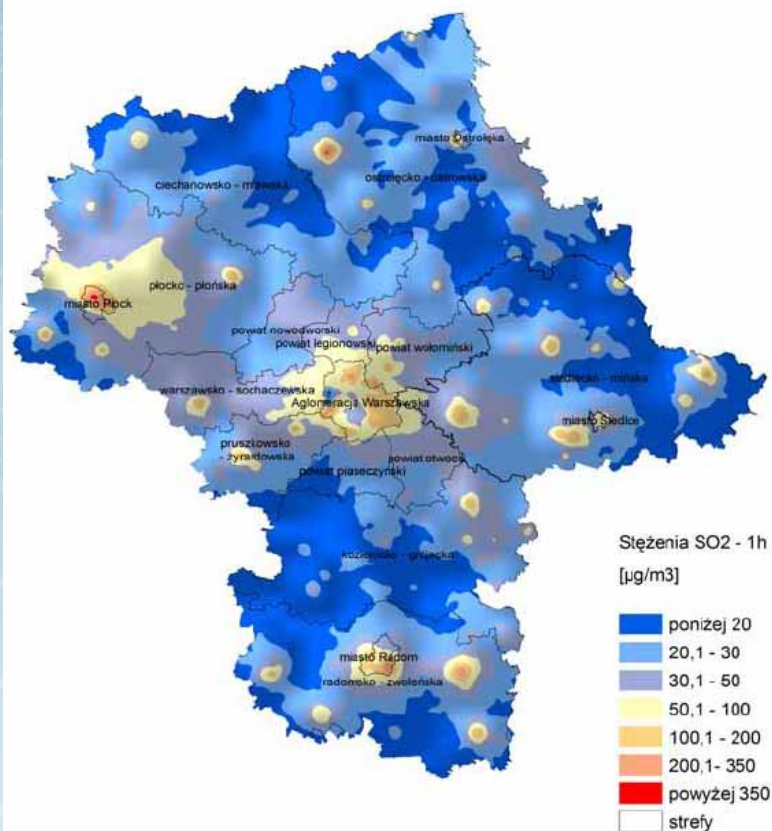 miasto Ostrołęka
ciechanowsko - mławska
ostrołęcko - ostrowska
płocko - płońska
miasto Płock
powiat nowodworski
powiat legionowski
powiat wołomiński
warszawsko - sochaczewska
siedlecko - mińska
Aglomeracja Warszawska
miasto Siedlce
pruszkowsko
- żyrardowska
powiat otwocki
powiat piaseczyński
kozienicko - grójecka
miasto Radom
radomsko - zwoleńska
Stężenia SO2 - 1h
[µg/m3]
poniżej 20
20,1 - 30
30,1 - 50
50,1 - 100
100,1 - 200
200,1- 350
powyżej 350
strefy